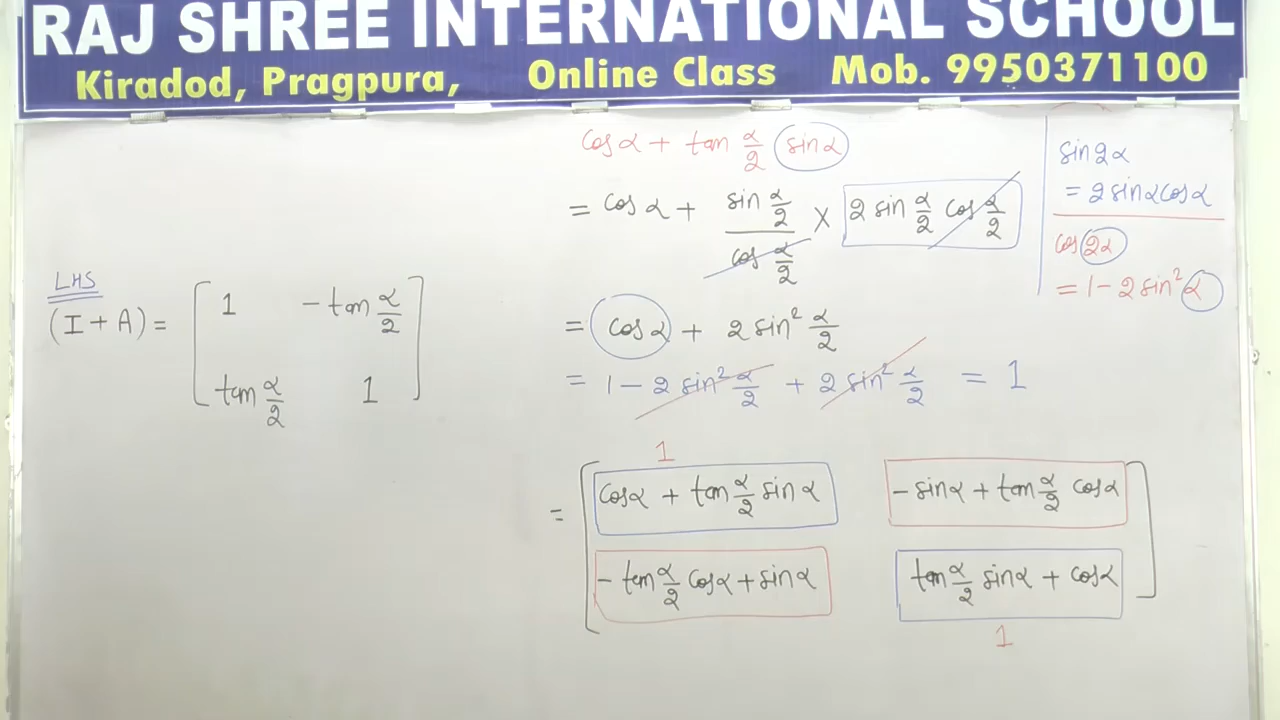 RAJ SHREE INTERNATIONAL SCHOOL
Kiradod, Pragpura, Online Class Mob. 9950371100
LHS
(I + A) = [ 1 -tan α/2
tan α/2 1 ]
cos α + tan α/2 sin α
= cos α + sin α/2 / cos α/2 × 2 sin α/2 cos α/2
= cos α + 2 sin² α/2
= 1 - 2 sin² α/2 + 2 sin² α/2 = 1
sin 2α
= 2 sin α cos α
cos 2α
= 1 - 2 sin² α
1
= [ cos α + tan α/2 sin α -sin α + tan α/2 cos α
-tan α/2 cos α + sin α tan α/2 sin α + cos α ]
1